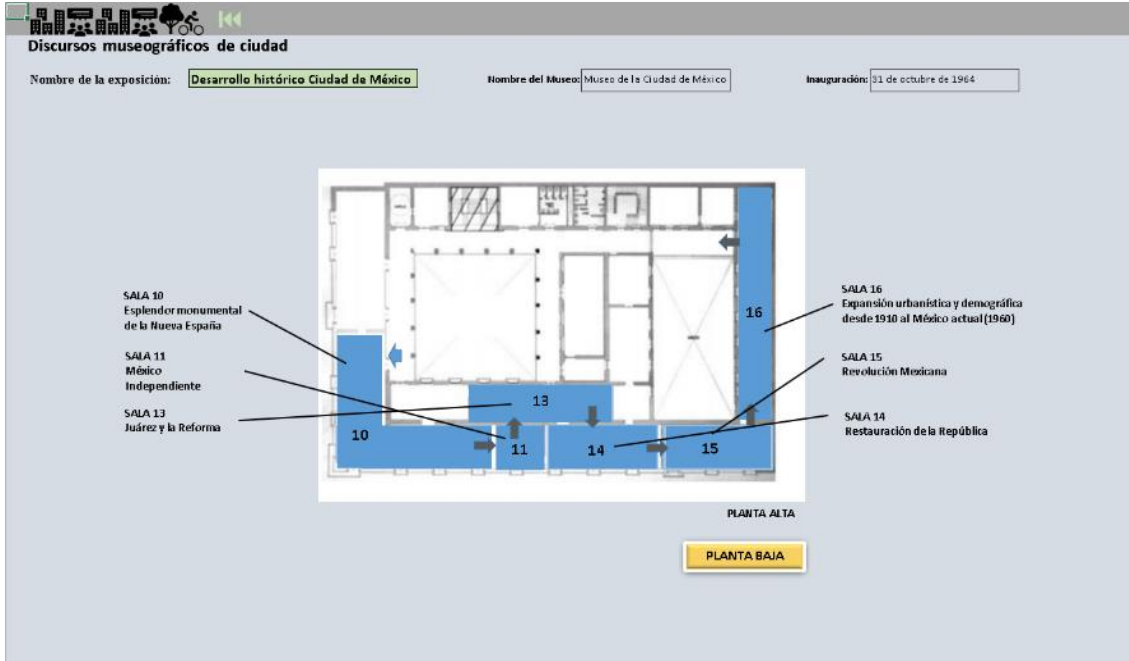 Discursos museográficos de ciudad
Nombre de la exposición: Desarrollo histórico Ciudad de México Nombre del Museo: Museo de la Ciudad de México Inauguración: 31 de octubre de 1964
SALA 10
Esplendor monumental
de la Nueva España
SALA 11
México
Independiente
SALA 13
Juárez y la Reforma
10
11
13
14
15
16
SALA 16
Expansión urbanística y demográfica
desde 1910 al México actual (1960)
SALA 15
Revolución Mexicana
SALA 14
Restauración de la República
PLANTA ALTA
PLANTA BAJA